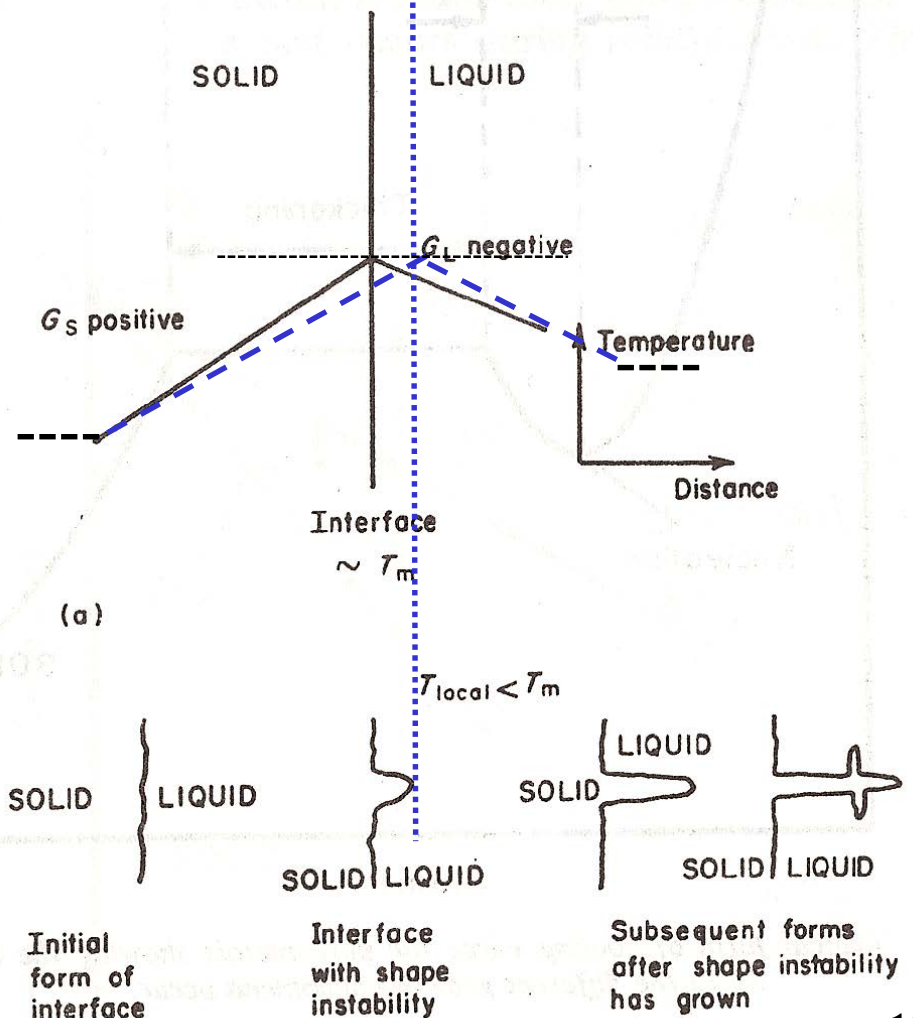 SOLID
LIQUID
G_L negative
G_S positive
Temperature
Distance
Interface
~ T_m
(a)
T_local < T_m
SOLID
LIQUID
SOLID
LIQUID
LIQUID
SOLID
SOLID
LIQUID
Initial
form of
interface
Interface
with shape
instability
Subsequent forms
after shape instability
has grown